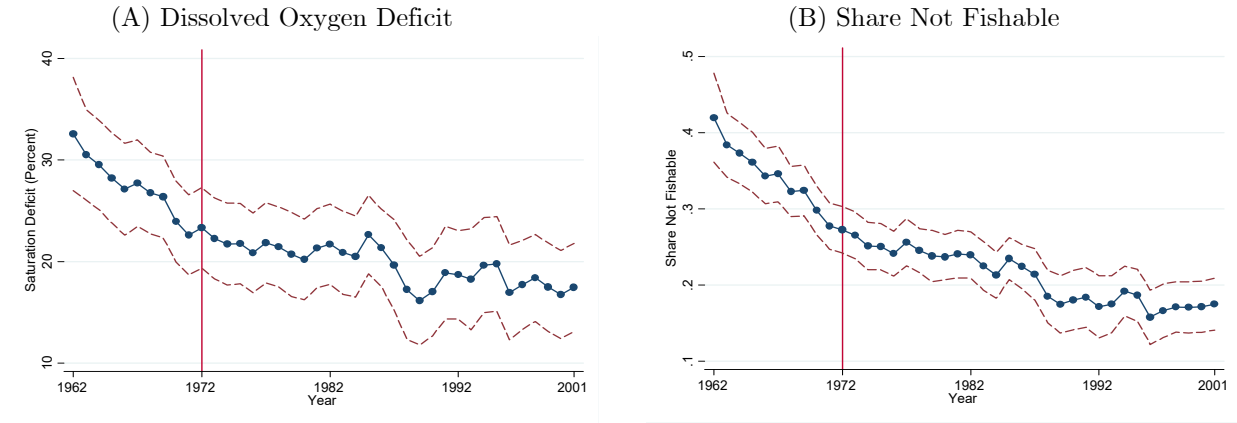 (A) Dissolved Oxygen Deficit
Saturation Deficit (Percent)
40
30
20
10
1962 1972 1982 1992 2001
Year
(B) Share Not Fishable
Share Not Fishable
.5
.4
.3
.2
.1
1962 1972 1982 1992 2001
Year